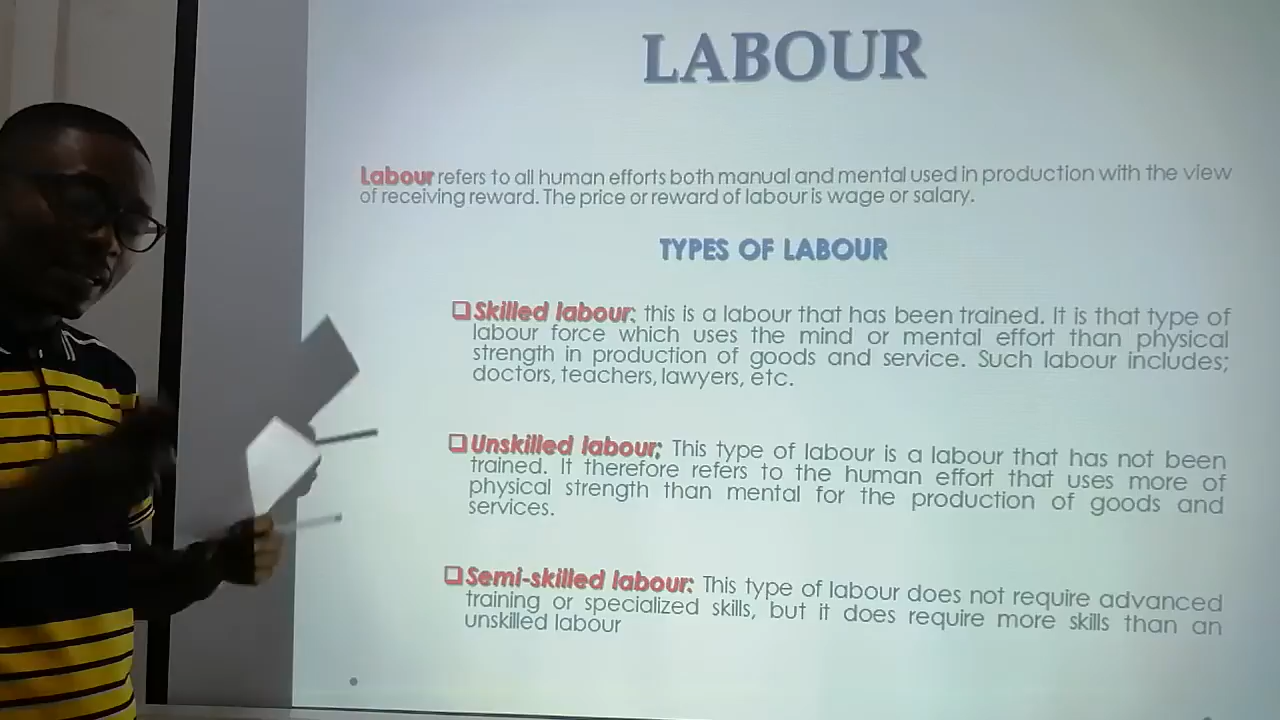 LABOUR
Labour refers to all human efforts both manual and mental used in production with the view
of receiving reward. The price or reward of labour is wage or salary.
TYPES OF LABOUR
❑Skilled labour: this is a labour that has been trained. It is that type of
labour force which uses the mind or mental effort than physical
strength in production of goods and service. Such labour includes;
doctors, teachers, lawyers, etc.
❑Unskilled labour: This type of labour is a labour that has not been
trained. It therefore refers to the human effort that uses more of
physical strength than mental for the production of goods and
services.
❑Semi-skilled labour: This type of labour does not require advanced
training or specialized skills, but it does require more skills than an
unskilled labour